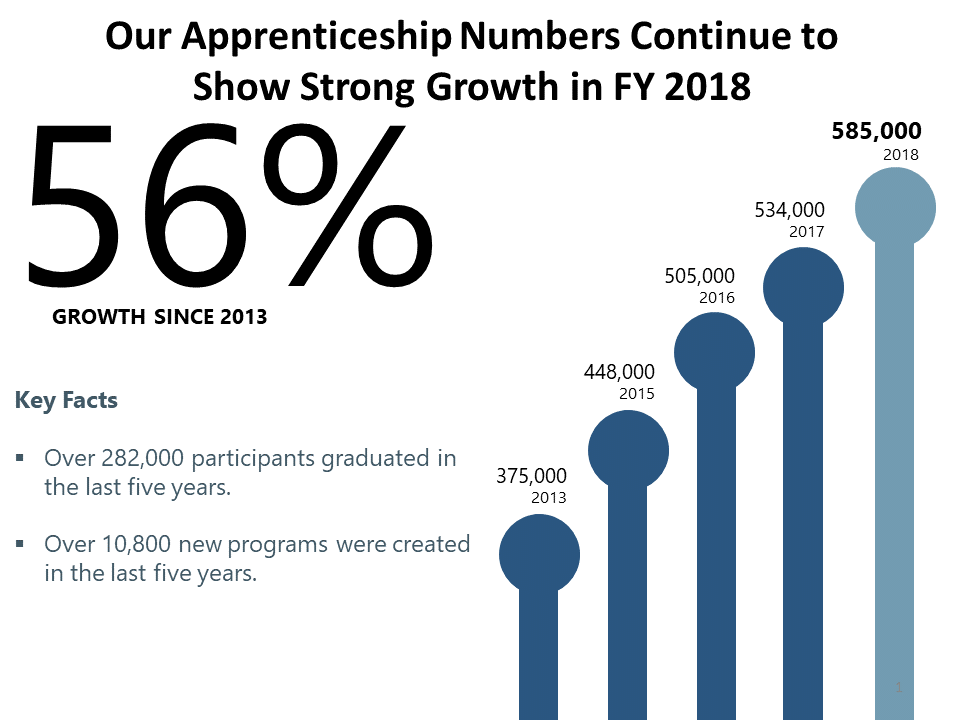 Our Apprenticeship Numbers Continue to
Show Strong Growth in FY 2018
56%
GROWTH SINCE 2013
Key Facts
▪ Over 282,000 participants graduated in
the last five years.
▪ Over 10,800 new programs were created
in the last five years.
375,000
2013
448,000
2015
505,000
2016
534,000
2017
585,000
2018
1